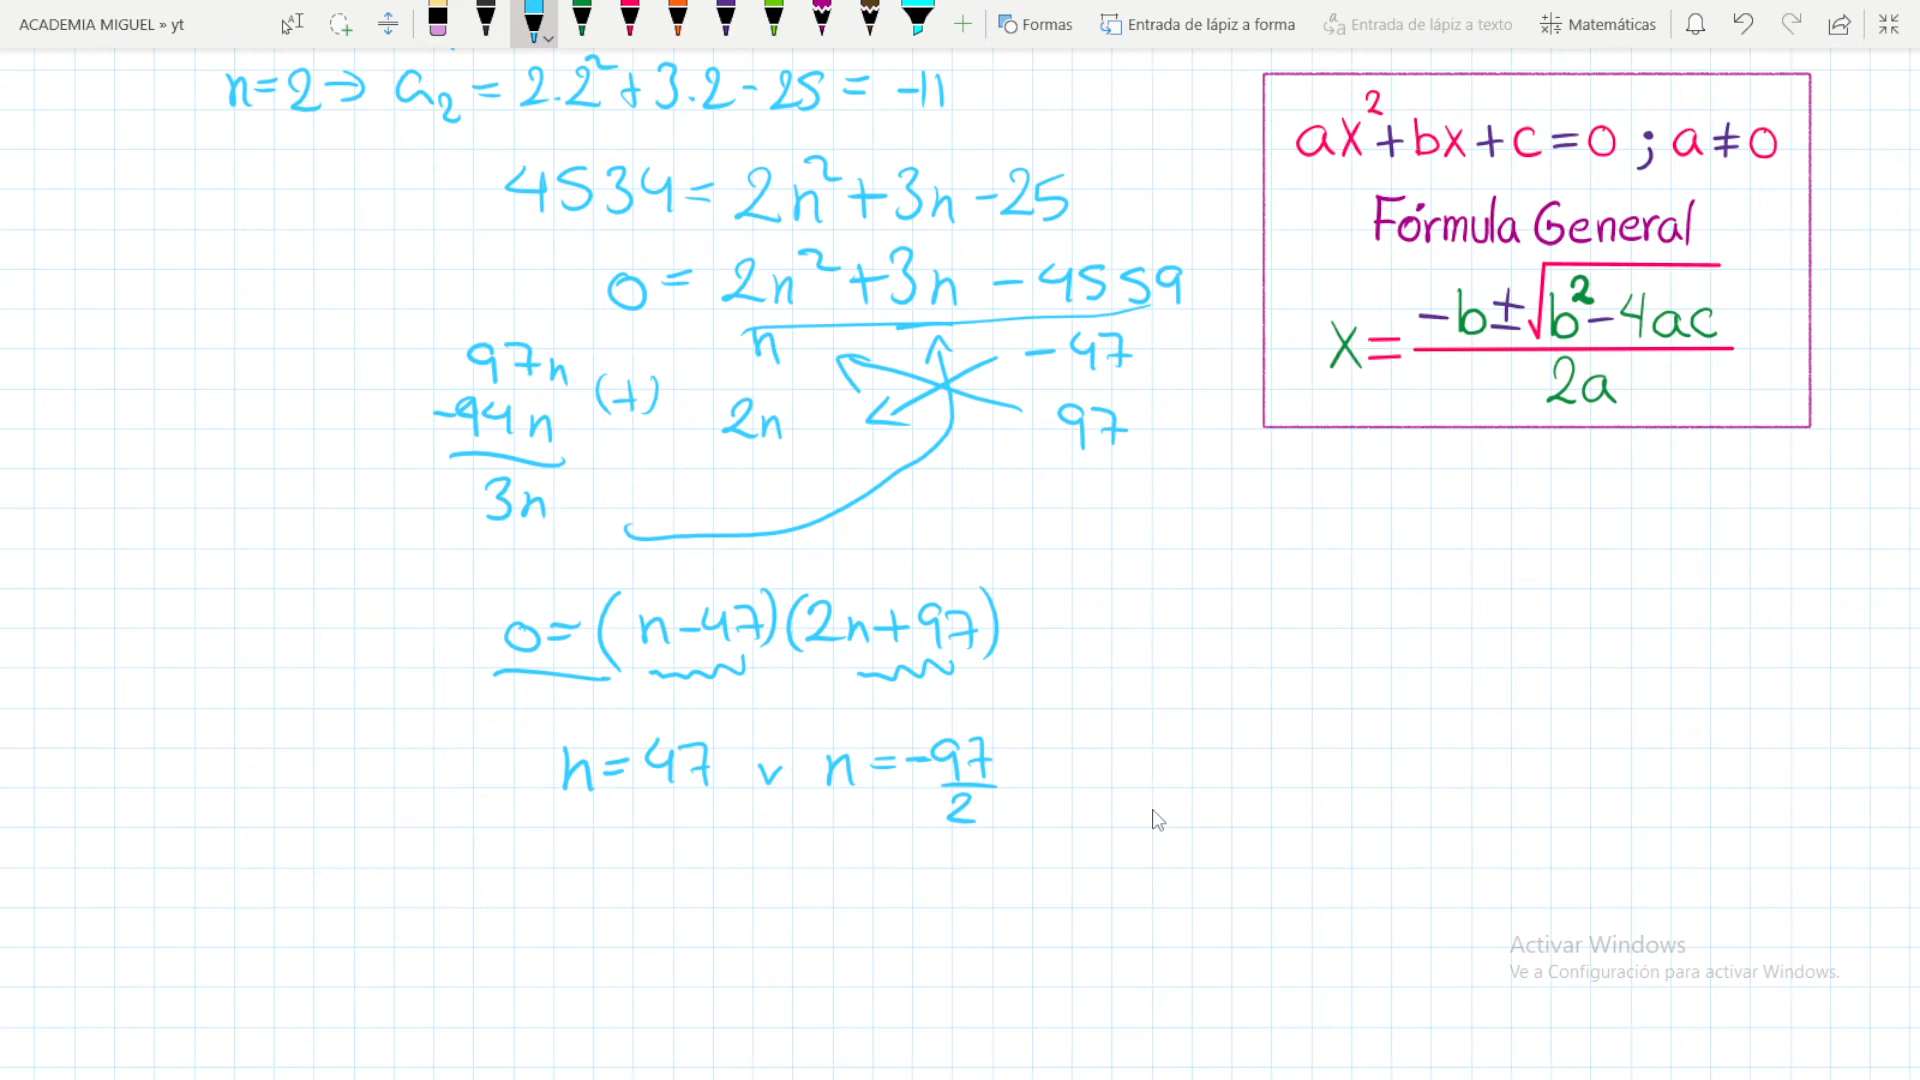 ACADEMIA MIGUEL » yt
Formas
Entrada de lápiz a forma
Entrada de lápiz a texto
Matemáticas
n=2→ a₂ = 2.2²+3.2-25 = -11
4534= 2n²+3n-25
0= 2n²+3n-4559
n -47
97n (+)
-94n 2n 97
3n
0=(n-47)(2n+97)
n=47 v n=-97/2
ax²+bx+c=0 ; a≠0
Fórmula General
x= -b±√b²-4ac
2a
Activar Windows
Ve a Configuración para activar Windows.